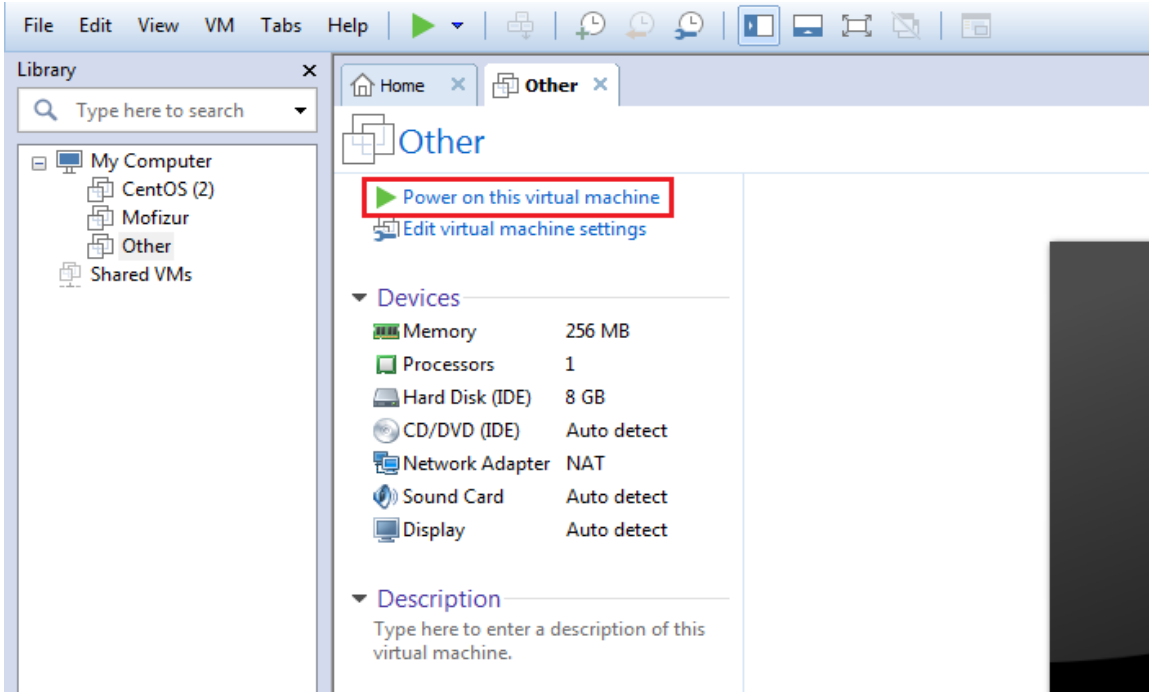 File Edit View VM Tabs Help
Library
Type here to search
My Computer
CentOS (2)
Mofizur
Other
Shared VMs
Home Other
Other
Power on this virtual machine
Edit virtual machine settings
Devices
Memory 256 MB
Processors 1
Hard Disk (IDE) 8 GB
CD/DVD (IDE) Auto detect
Network Adapter NAT
Sound Card Auto detect
Display Auto detect
Description
Type here to enter a description of this
virtual machine.